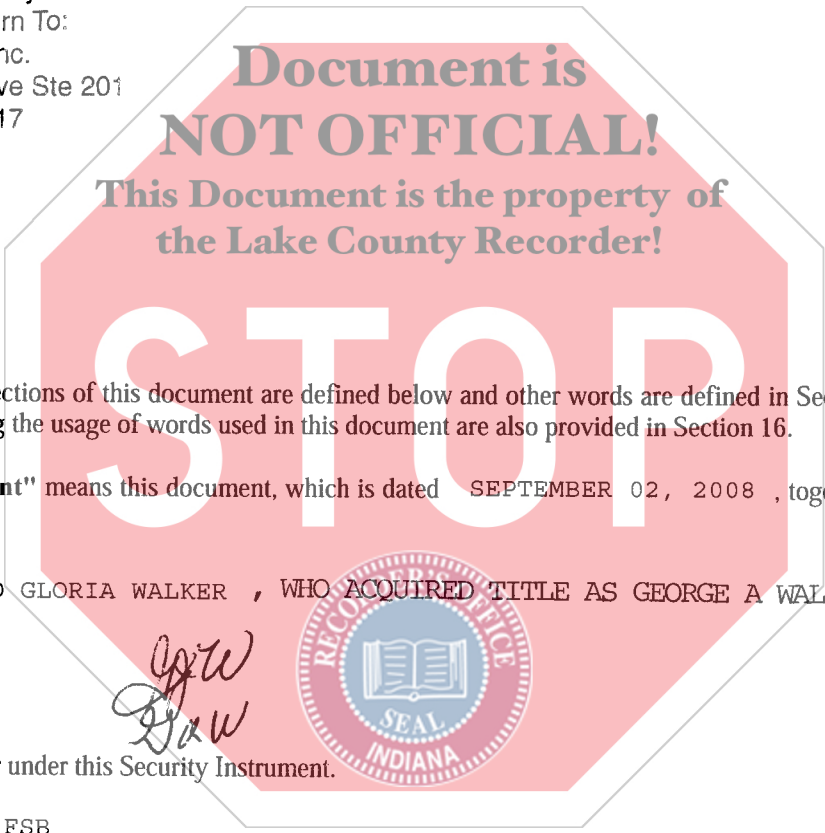 rn To:
nc.
ve Ste 201
17
Document is
NOT OFFICIAL!
This Document is the property of
the Lake County Recorder!
STOP
ctions of this document are defined below and other words are defined in Sec
g the usage of words used in this document are also provided in Section 16.
nt" means this document, which is dated SEPTEMBER 02, 2008 , toge
GLORIA WALKER , WHO ACQUIRED TITLE AS GEORGE A WAL
RECORDER'S OFFICE
SEAL
INDIANA
under this Security Instrument.
FSB